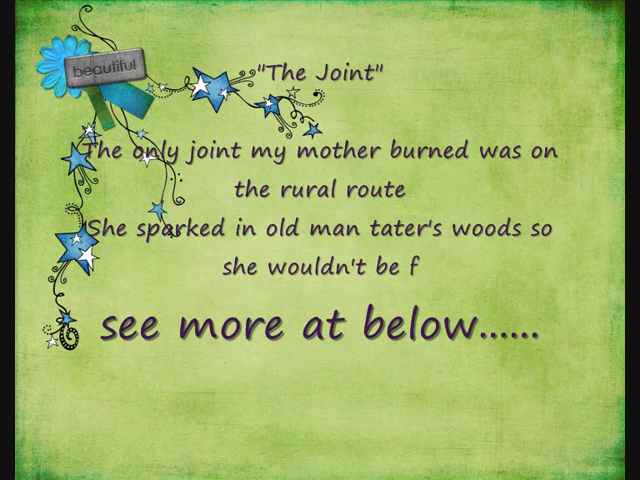 beautiful
"The Joint"
The only joint my mother burned was on
the rural route
She sparked in old man tater's woods so
she wouldn't be f
see more at below......